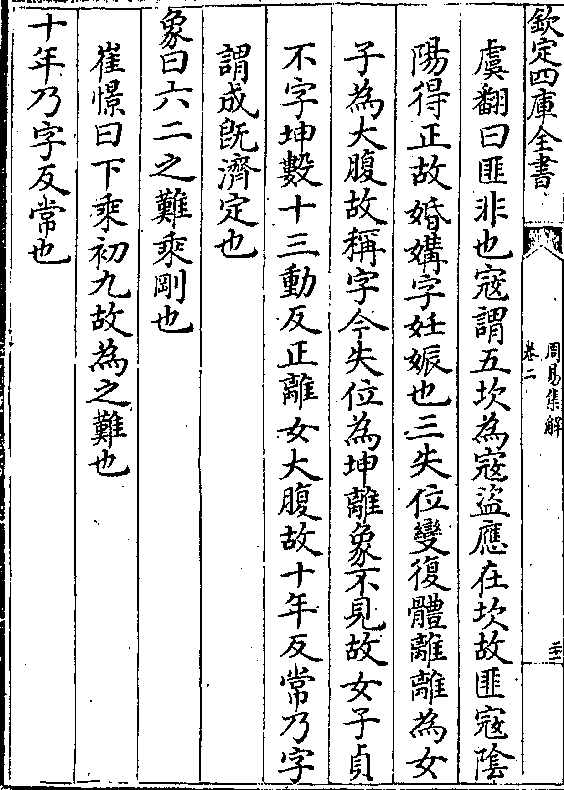 欽定四庫全書
周易集解
卷二
虞翻曰匪非也寇謂五坎為寇盜應在坎故匪寇陰
陽得正故婚媾字妊娠也三失位變復體離離為女
子為大腹故稱字今失位為坤離象不見故女子貞
不字坤數十三動反正離女大腹故十年反常乃字
謂成旣濟定也
象曰六二之難乘剛也
崔憬曰下乘初九故為之難也
十年乃字反常也